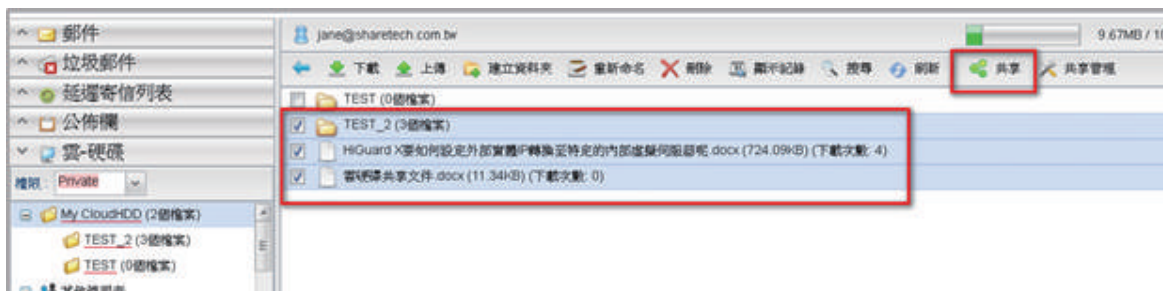 郵件
垃圾郵件
延遲寄信列表
公佈欄
雲-硬碟
權限: Private
My CloudHDD (2個檔案)
TEST_2 (3個檔案)
TEST (0個檔案)
jane@sharetech.com.tw
9.67MB / 10
下載 上傳 建立資料夾 重新命名 刪除 顯示記錄 搜尋 刷新 共享 共享管理
TEST (0個檔案)
TEST_2 (3個檔案)
HiGuard X要如何設定外部實體IP轉換至特定的內部虛擬伺服器呢.docx (724.09KB) (下載次數: 4)
雲硬碟共享文件.docx (11.34KB) (下載次數: 0)